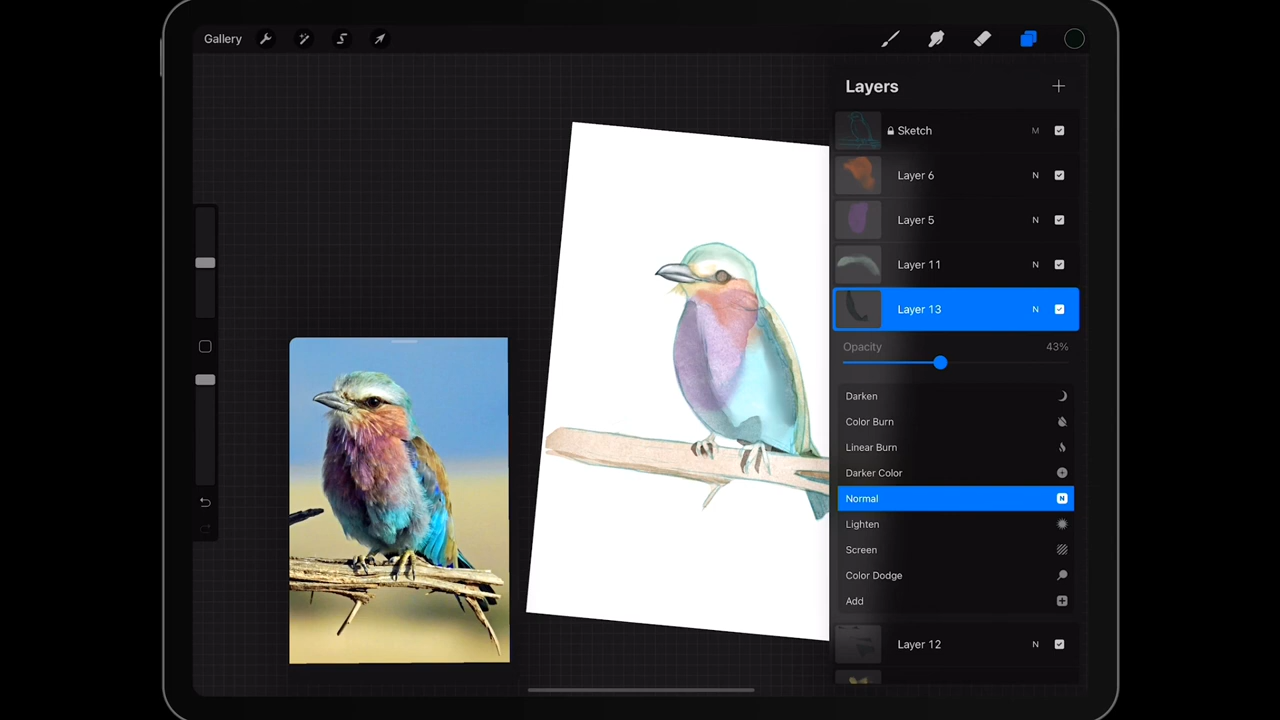 Gallery
Layers
Sketch M
Layer 6 N
Layer 5 N
Layer 11 N
Layer 13 N
Opacity 43%
Darken
Color Burn
Linear Burn
Darker Color
Normal N
Lighten
Screen
Color Dodge
Add
Layer 12 N